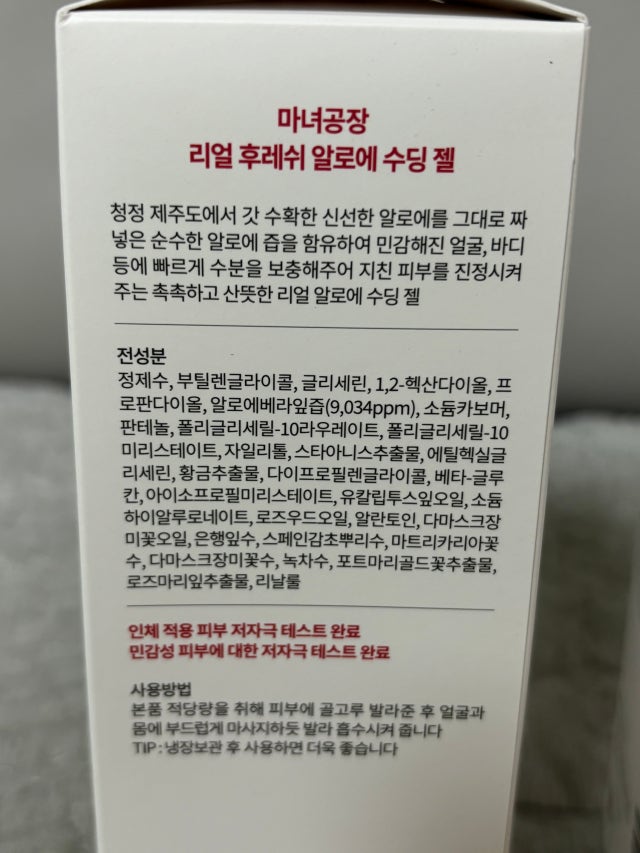 마녀공장
리얼 후레쉬 알로에 수딩 젤
청정 제주도에서 갓 수확한 신선한 알로에를 그대로 짜
넣은 순수한 알로에 즙을 함유하여 민감해진 얼굴, 바디
등에 빠르게 수분을 보충해주어 지친 피부를 진정시켜
주는 촉촉하고 산뜻한 리얼 알로에 수딩 젤
전성분
정제수, 부틸렌글라이콜, 글리세린, 1,2-헥산다이올, 프
로판다이올, 알로에베라잎즙(9,034ppm), 소듐카보머,
판테놀, 폴리글리세릴-10라우레이트, 폴리글리세릴-10
미리스테이트, 자일리톨, 스타아니스추출물, 에틸헥실글
리세린, 황금추출물, 다이프로필렌글라이콜, 베타-글루
칸, 아이소프로필미리스테이트, 유칼립투스잎오일, 소듐
하이알루로네이트, 로즈우드오일, 알란토인, 다마스크장
미꽃오일, 은행잎수, 스페인감초뿌리수, 마트리카리아꽃
수, 다마스크장미꽃수, 녹차수, 포트마리골드꽃추출물,
로즈마리잎추출물, 리날룰
인체 적용 피부 저자극 테스트 완료
민감성 피부에 대한 저자극 테스트 완료
사용방법
본품 적당량을 취해 피부에 골고루 발라준 후 얼굴과
몸에 부드럽게 마사지하듯 발라 흡수시켜 줍니다
TIP : 냉장보관 후 사용하면 더욱 좋습니다